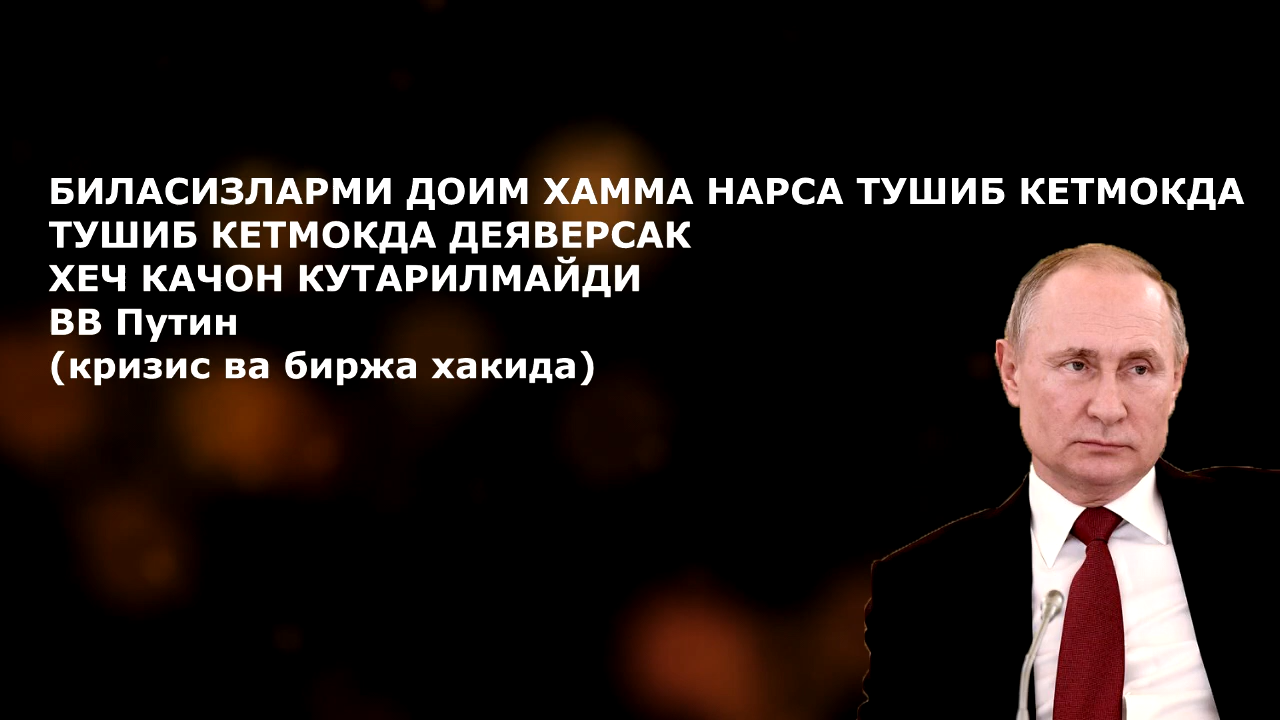 БИЛАСИЗЛАРМИ ДОИМ ХАММА НАРСА ТУШИБ КЕТМОКДА
ТУШИБ КЕТМОКДА ДЕЯВЕРСАК
ХЕЧ КАЧОН КУТАРИЛМАЙДИ
ВВ Путин
(кризис ва биржа хакида)